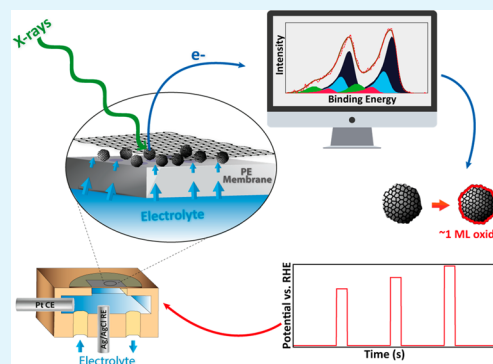 X-rays
e-
Intensity
Binding Energy
PE
Membrane
Electrolyte
~1 ML oxid
Pt CE
Ag/AgCl RE
Electrolyte
Potential vs. RHE
Time (s)